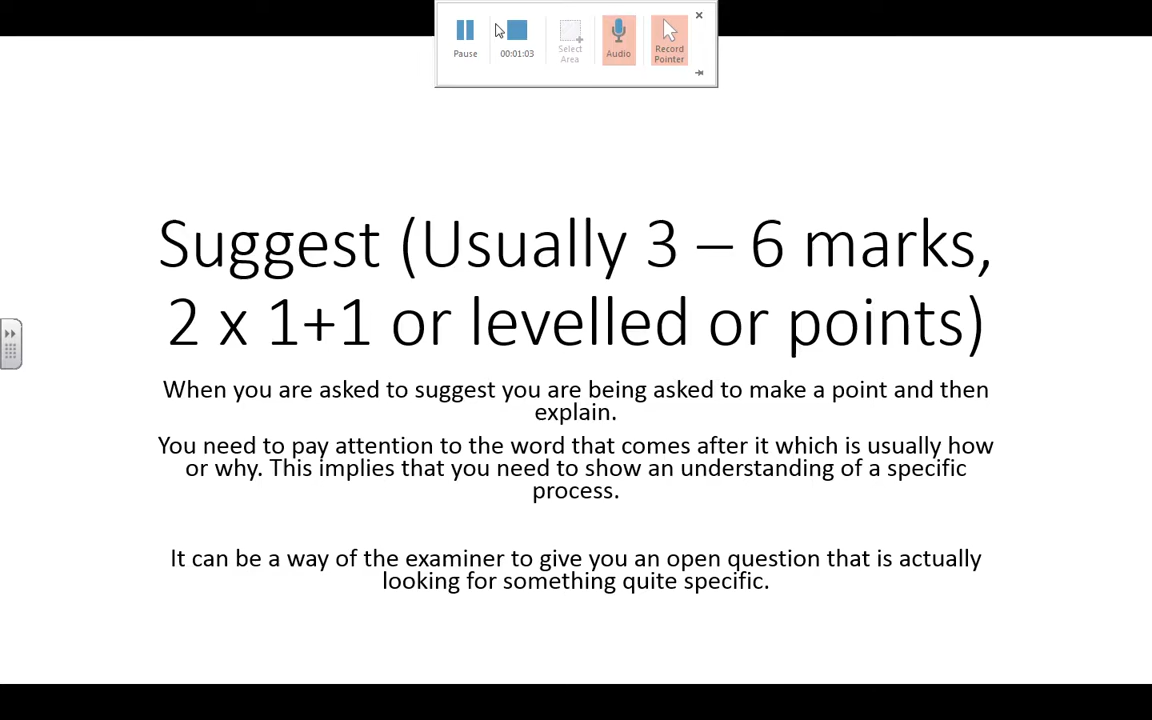 Pause
00:01:03
Select
Area
Audio
Record
Pointer
Suggest (Usually 3 – 6 marks,
2 x 1+1 or levelled or points)
When you are asked to suggest you are being asked to make a point and then
explain.
You need to pay attention to the word that comes after it which is usually how
or why. This implies that you need to show an understanding of a specific
process.
It can be a way of the examiner to give you an open question that is actually
looking for something quite specific.